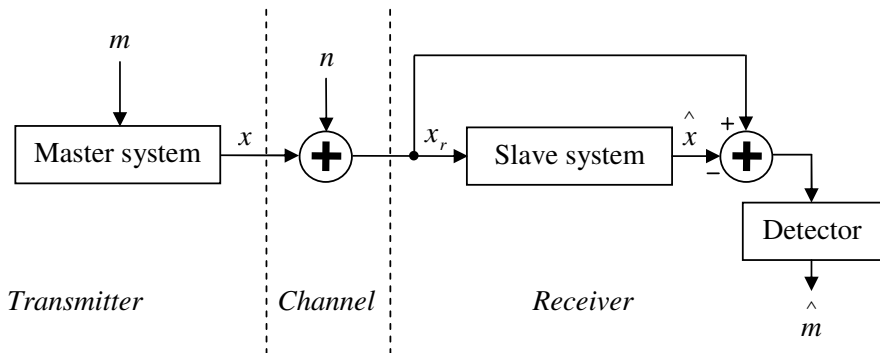 m
n
Master system
x
x_r
Slave system
x̂
+
−
Detector
Transmitter
Channel
Receiver
m̂